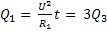 Q₁ = U²/R₁ t = 3Q₃